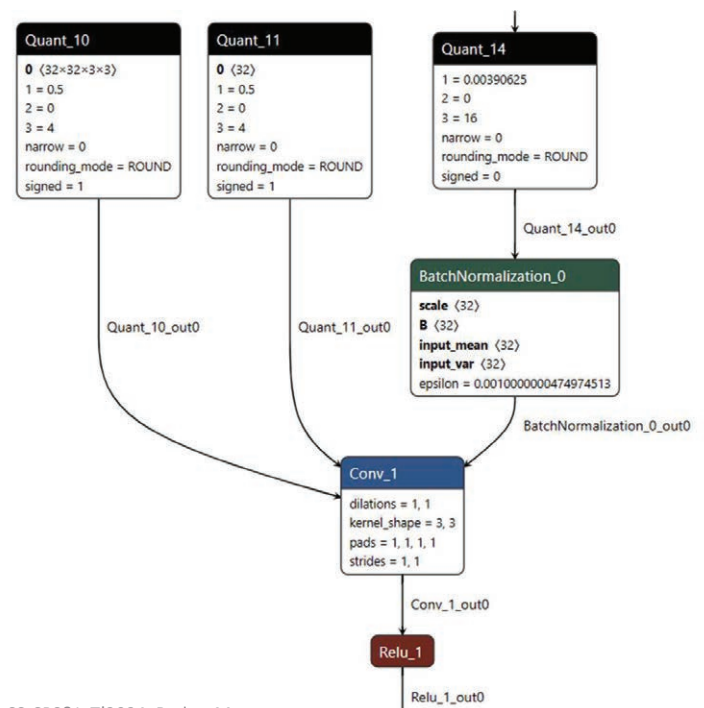 Quant_10
0 ⟨32×32×3×3⟩
1 = 0.5
2 = 0
3 = 4
narrow = 0
rounding_mode = ROUND
signed = 1
Quant_11
0 ⟨32⟩
1 = 0.5
2 = 0
3 = 4
narrow = 0
rounding_mode = ROUND
signed = 1
Quant_14
1 = 0.00390625
2 = 0
3 = 16
narrow = 0
rounding_mode = ROUND
signed = 0
Quant_14_out0
BatchNormalization_0
scale ⟨32⟩
B ⟨32⟩
input_mean ⟨32⟩
input_var ⟨32⟩
epsilon = 0.0010000000474974513
Quant_10_out0
Quant_11_out0
BatchNormalization_0_out0
Conv_1
dilations = 1, 1
kernel_shape = 3, 3
pads = 1, 1, 1, 1
strides = 1, 1
Conv_1_out0
Relu_1
Relu_1_out0